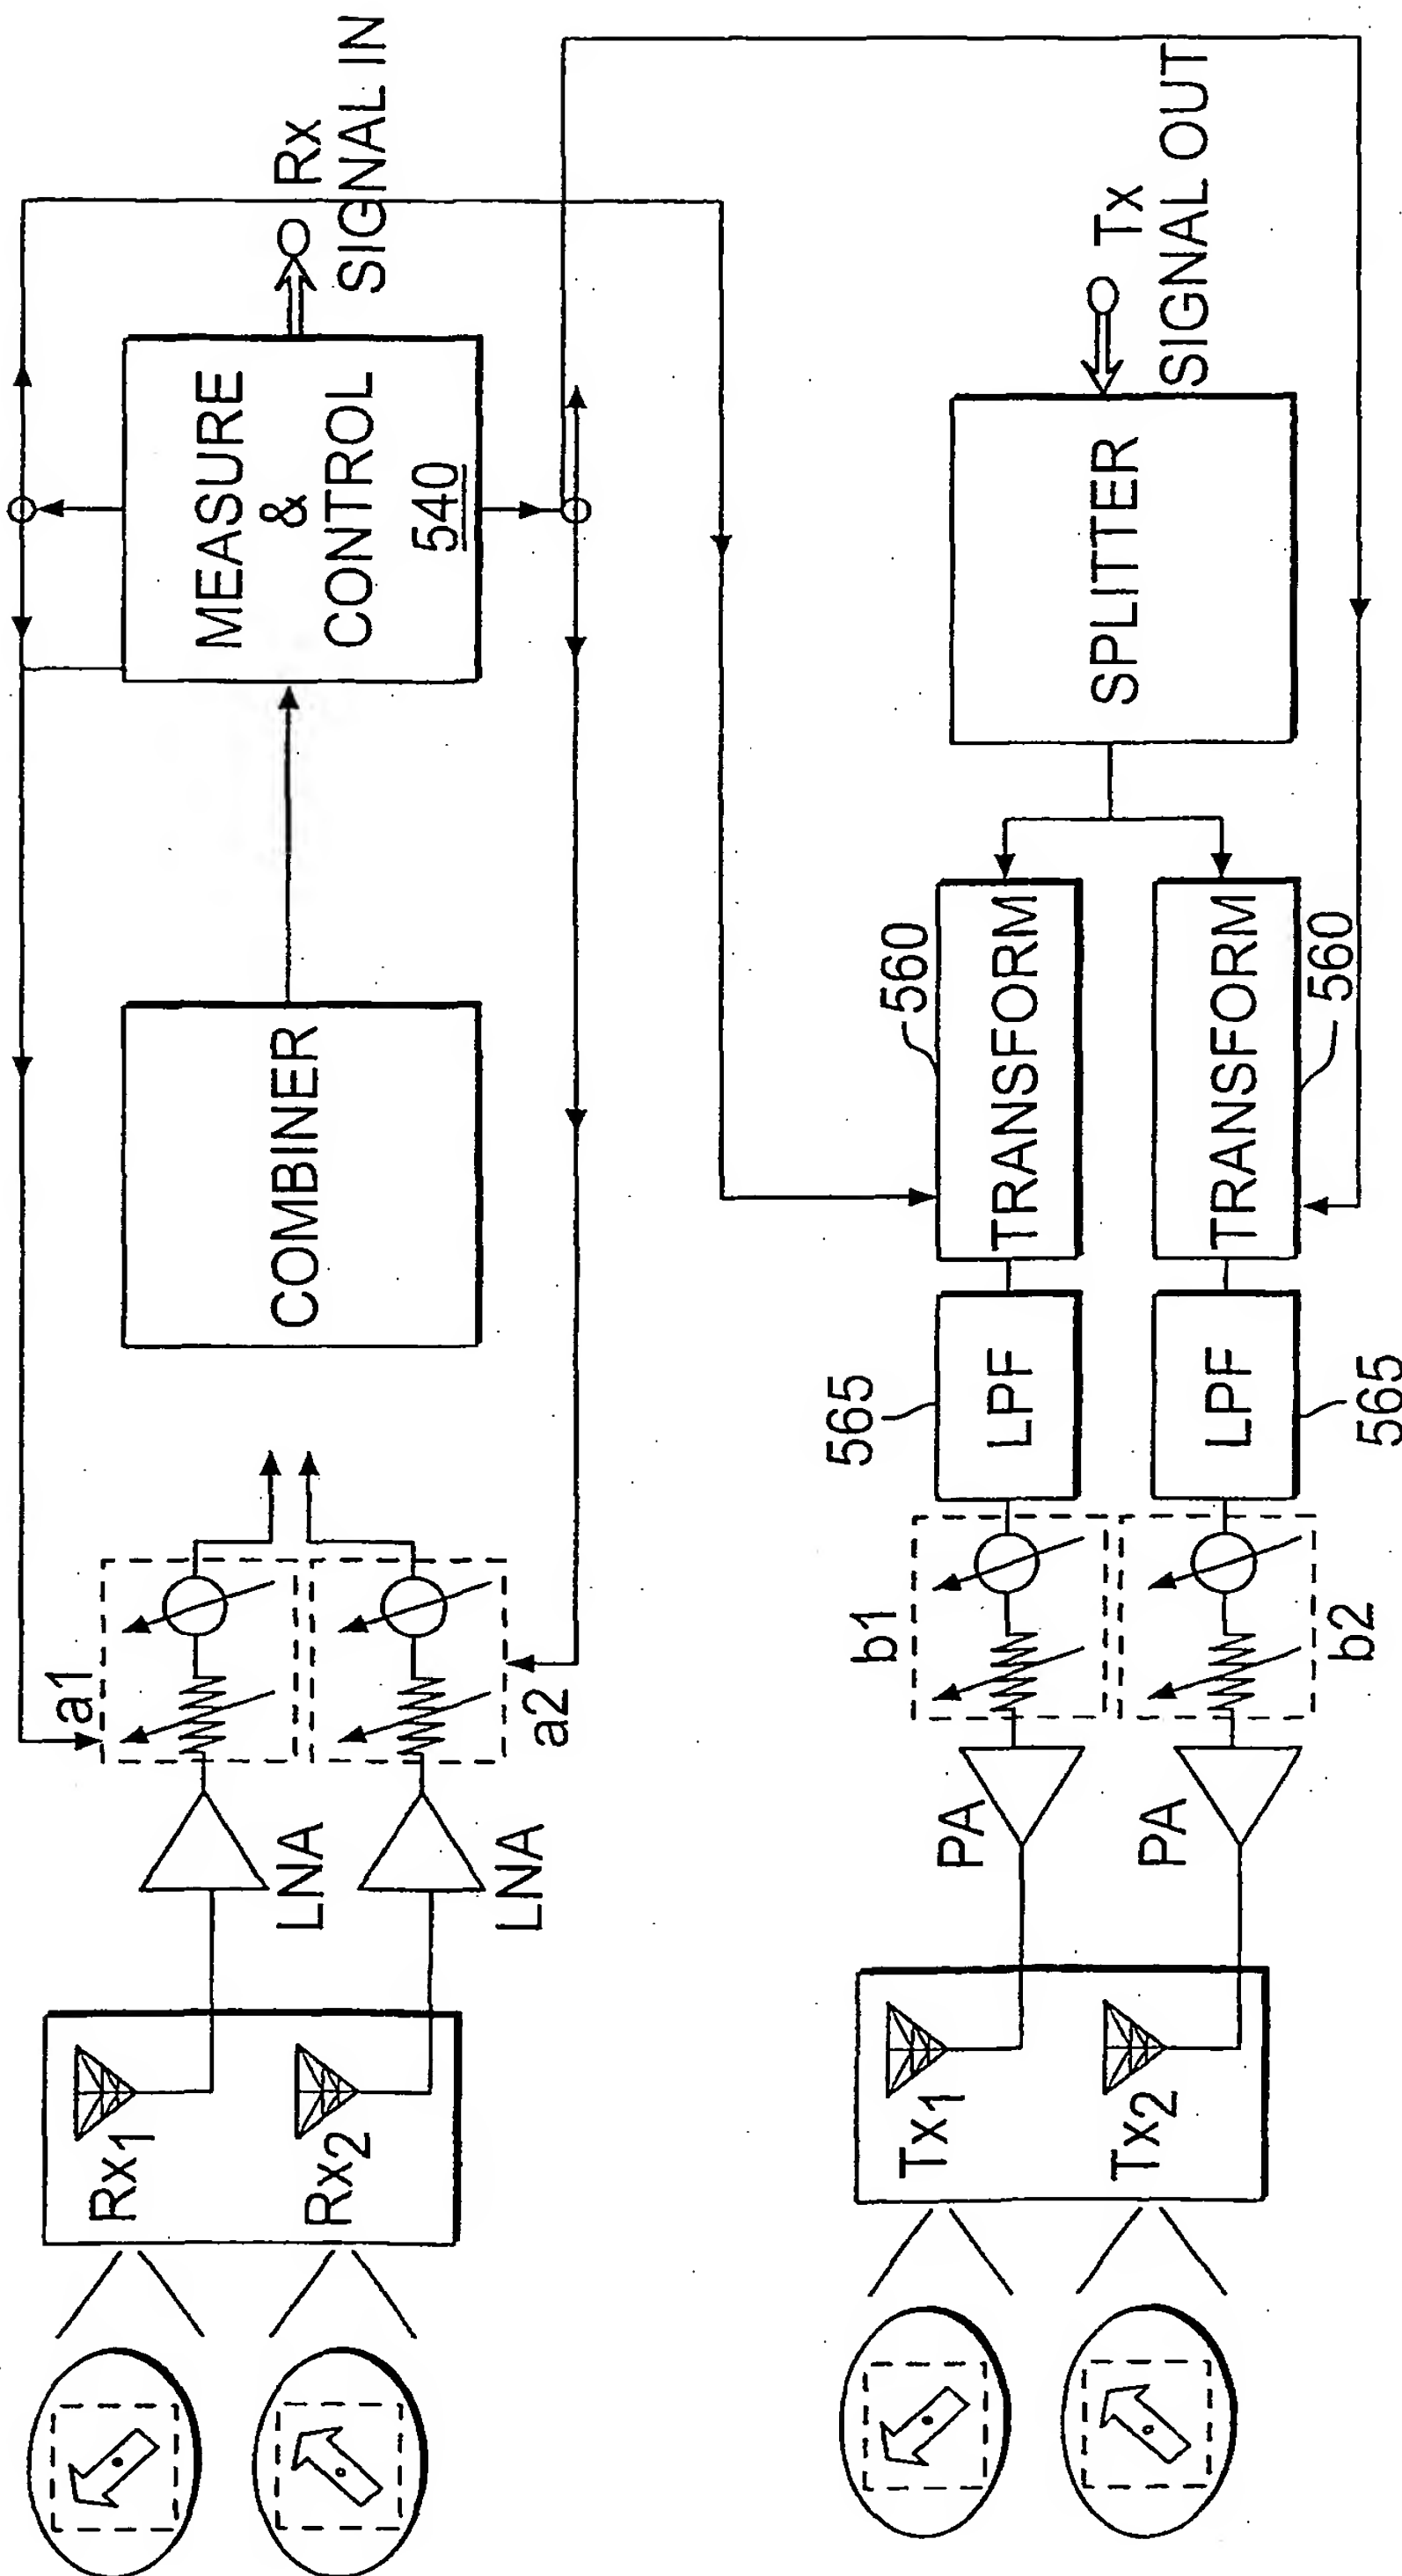 Rx1
Rx2
LNA
LNA
a1
a2
COMBINER
MEASURE
&
CONTROL
540
Rx
SIGNAL IN
Tx1
Tx2
PA
PA
b1
b2
565
LPF
LPF
565
560
TRANSFORM
TRANSFORM
560
SPLITTER
Tx
SIGNAL OUT